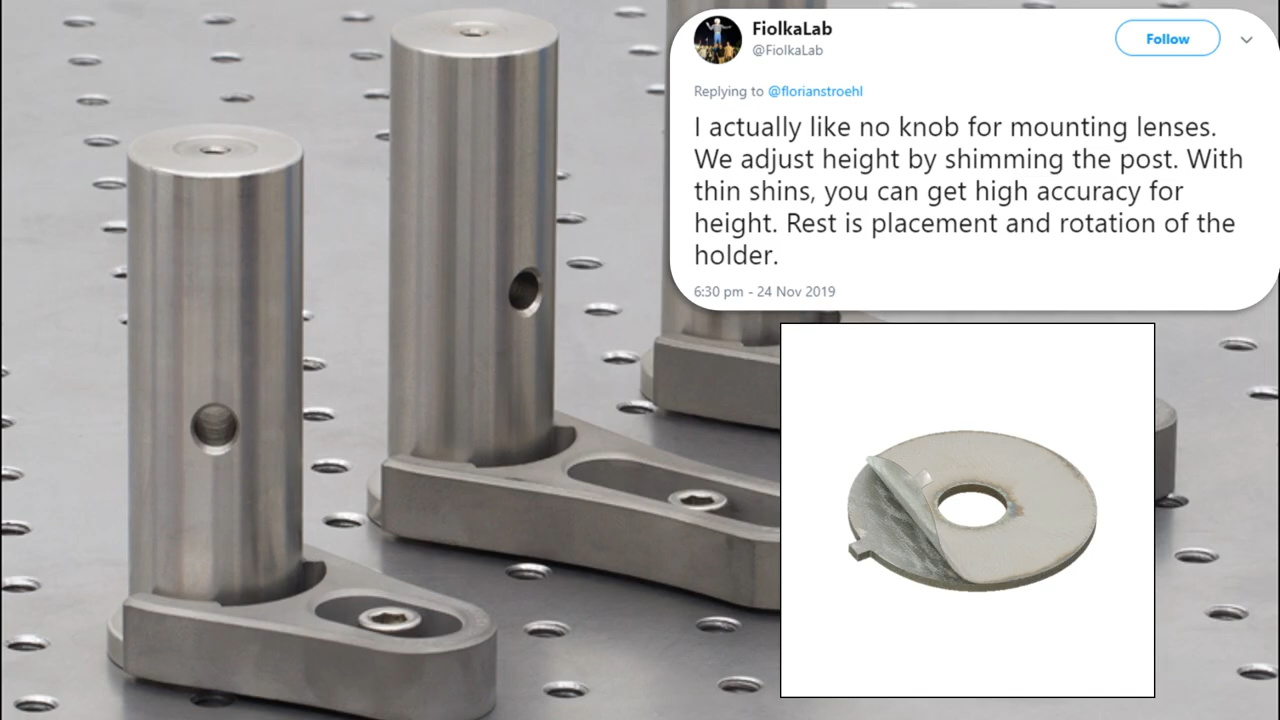 FiolkaLab
@FiolkaLab
Follow
Replying to @florianstroehl
I actually like no knob for mounting lenses.
We adjust height by shimming the post. With
thin shins, you can get high accuracy for
height. Rest is placement and rotation of the
holder.
6:30 pm - 24 Nov 2019